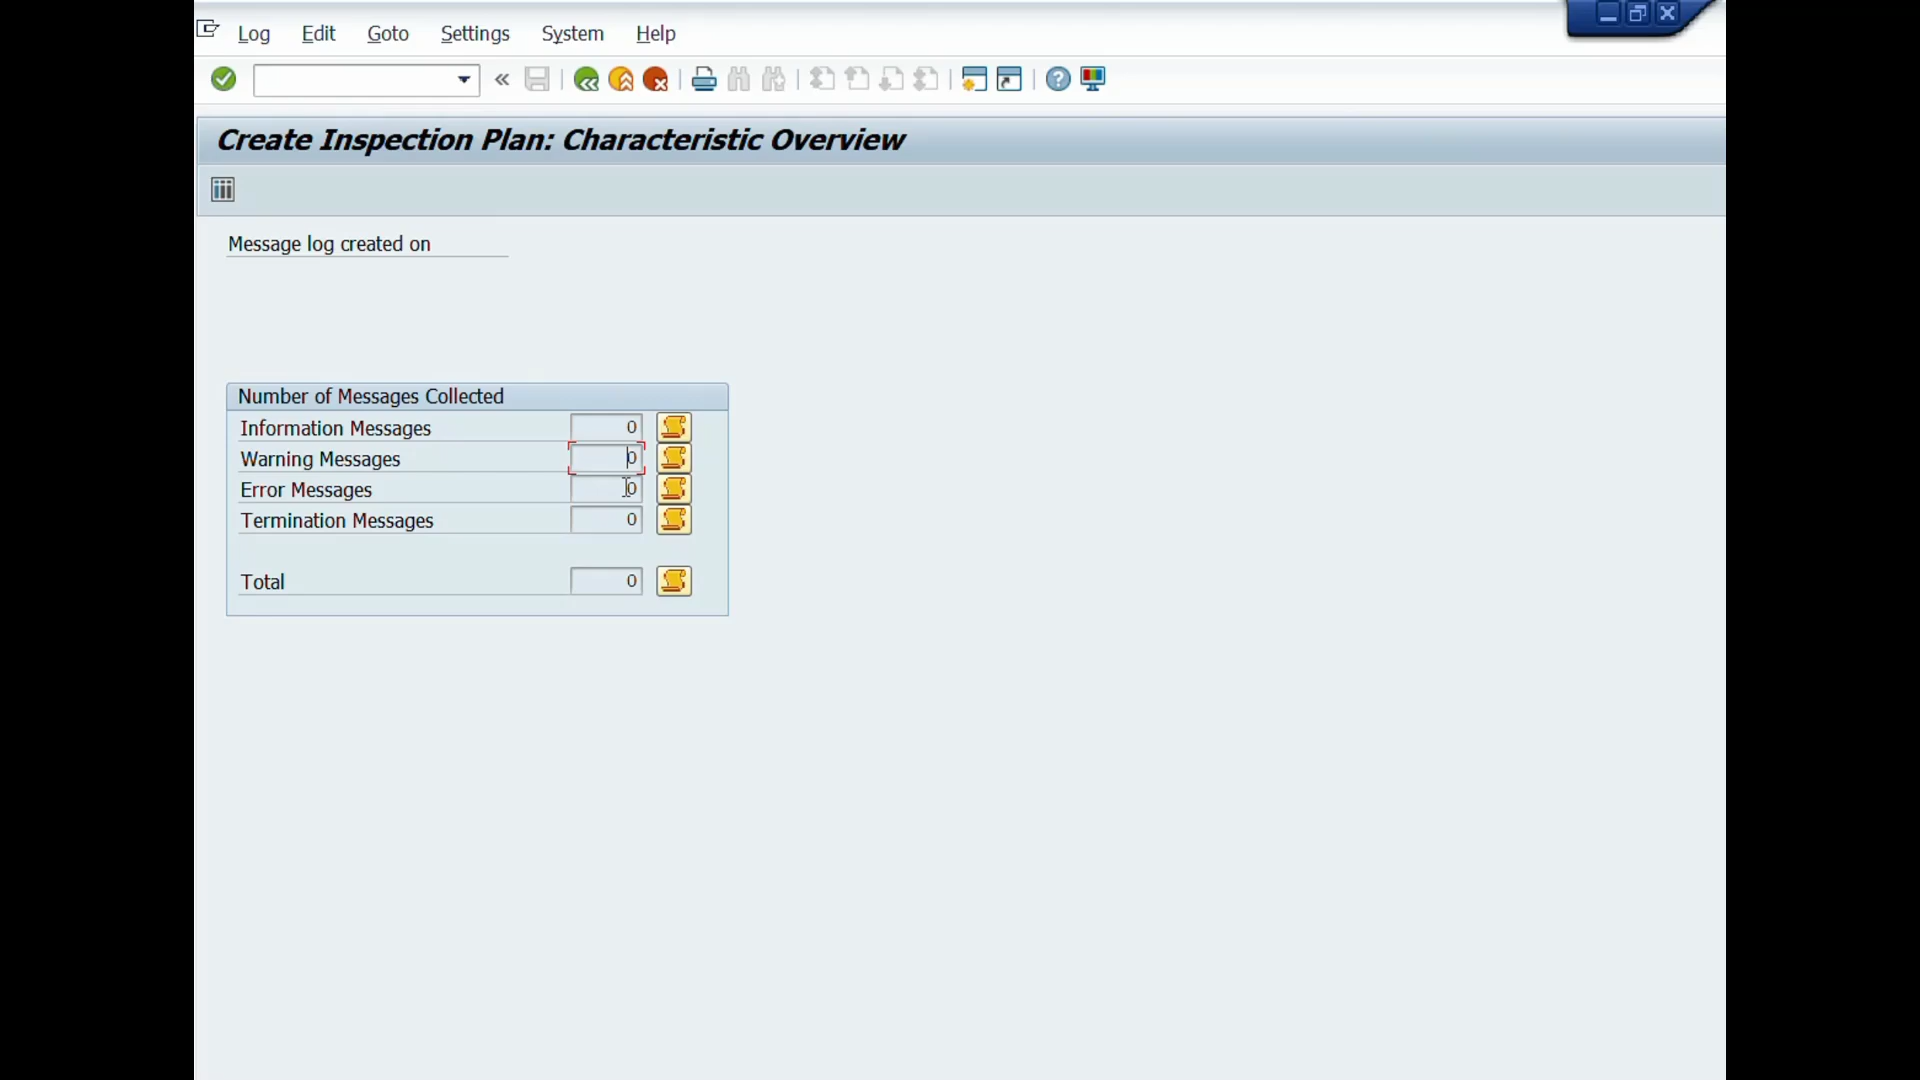 Log Edit Goto Settings System Help
Create Inspection Plan: Characteristic Overview
Message log created on
Number of Messages Collected
Information Messages 0
Warning Messages 0
Error Messages 0
Termination Messages 0
Total 0